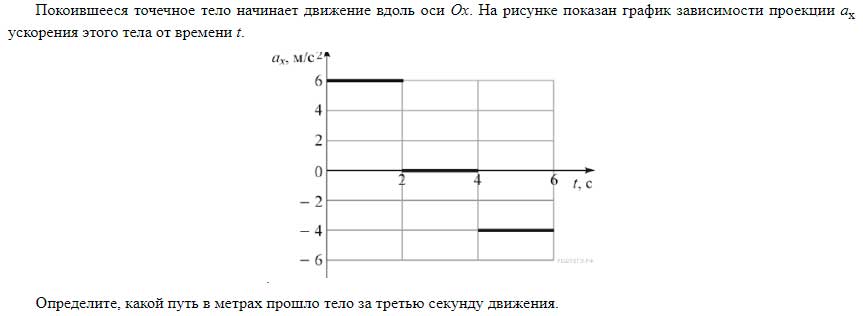 Покоившееся точечное тело начинает движение вдоль оси Ox. На рисунке показан график зависимости проекции aₓ
ускорения этого тела от времени t.
aₓ, м/с²
6
4
2
0
2 4 6 t, с
– 2
– 4
– 6
Определите, какой путь в метрах прошло тело за третью секунду движения.